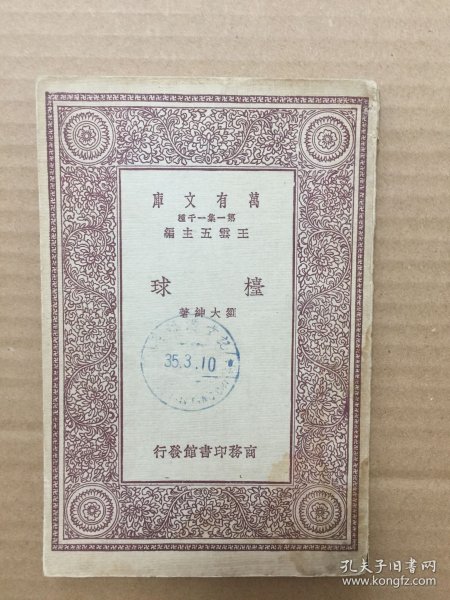 萬有文庫
第一集一千種
王雲五主編
檯球
劉大紳著
35.3.10
商務印書館發行
孔夫子旧书网
www.kongfz.com